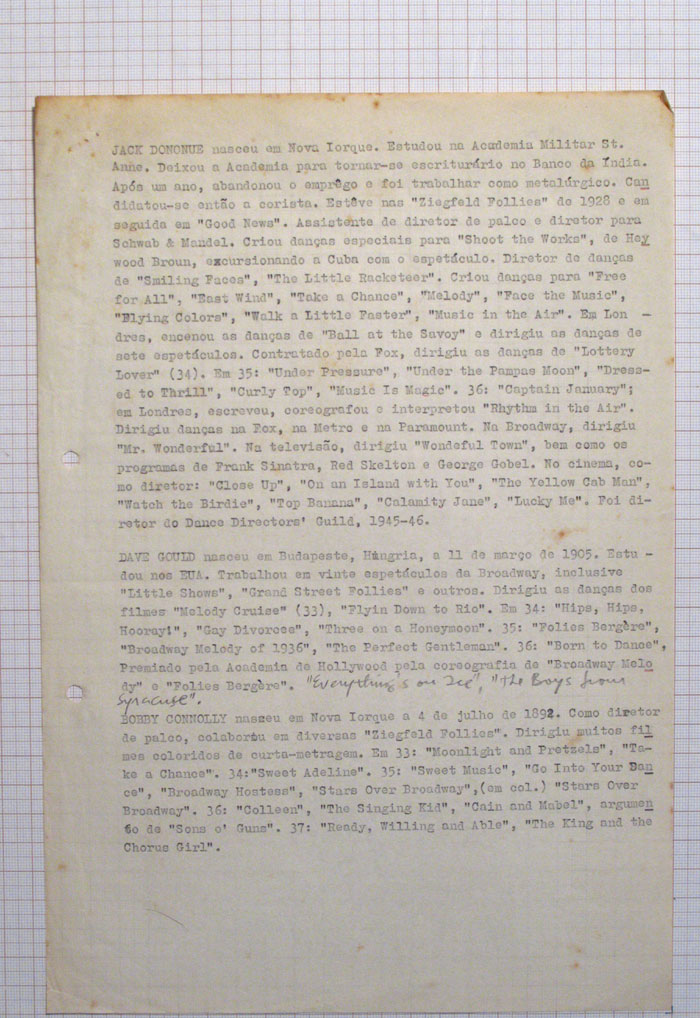 JACK DONONUE nasceu em Nova Iorque. Estudou na Academia Militar St.
Anne. Deixou a Academia para tornar-se escriturário no Banco da Índia.
Após um ano, abandonou o emprêgo e foi trabalhar como metalúrgico. Can
didatou-se então a corista. Estêve nas "Ziegfeld Follies" de 1928 e em
seguida em "Good News". Assistente de diretor de palco e diretor para
Schwab & Mandel. Criou danças especiais para "Shoot the Works", de Hey
wood Broun, excursionando a Cuba com o espetáculo. Diretor de danças
de "Smiling Faces", "The Little Racketeer". Criou danças para "Free
for All", "East Wind", "Take a Chance", "Melody", "Face the Music",
"Flying Colors", "Walk a Little Faster", "Music in the Air". Em Lon -
dres, encenou as danças de "Ball at the Savoy" e dirigiu as danças de
sete espetáculos. Contratado pela Fox, dirigiu as danças de "Lottery
Lover" (34). Em 35: "Under Pressure", "Under the Pampas Moon", "Dress-
ed to Thrill", "Curly Top", "Music Is Magic". 36: "Captain January";
em Londres, escreveu, coreografou e interpretou "Rhythm in the Air".
Dirigiu danças na Fox, na Metro e na Paramount. Na Broadway, dirigiu
"Mr. Wonderful". Na televisão, dirigiu "Wondeful Town", bem como os
programas de Frank Sinatra, Red Skelton e George Gobel. No cinema, co-
mo diretor: "Close Up", "On an Island with You", "The Yellow Cab Man",
"Watch the Birdie", "Top Banana", "Calamity Jane", "Lucky Me". Foi di-
retor do Dance Directors' Guild, 1945-46.
DAVE GOULD nasceu em Budapeste, Hungria, a 11 de março de 1905. Estu -
dou nos EUA. Trabalhou em vinte espetáculos da Broadway, inclusive
"Little Shows", "Grand Street Follies" e outros. Dirigiu as danças dos
filmes "Melody Cruise" (33), "Flyin Down to Rio". Em 34: "Hips, Hips,
Hooray!", "Gay Divorcee", "Three on a Honeymoon". 35: "Folies Bergère",
"Broadway Melody of 1936", "The Perfect Gentleman". 36: "Born to Dance",
Premiado pela Academia de Hollywood pela coreografia de "Broadway Melo
dy" e "Folies Bergère". "Everything's on Ice", "The Boys from
Syracuse".
BOBBY CONNOLLY nasceu em Nova Iorque a 4 de julho de 1892. Como diretor
de palco, colaborou em diversas "Ziegfeld Follies". Dirigiu muitos fil
mes coloridos de curta-metragem. Em 33: "Moonlight and Pretzels", "Ta-
ke a Chance". 34:"Sweet Adeline". 35: "Sweet Music", "Go Into Your Dan
ce", "Broadway Hostess", "Stars Over Broadway",(em col.) "Stars Over
Broadway". 36: "Colleen", "The Singing Kid", "Cain and Mabel", argumen
to de "Sons o' Guns". 37: "Ready, Willing and Able", "The King and the
Chorus Girl".